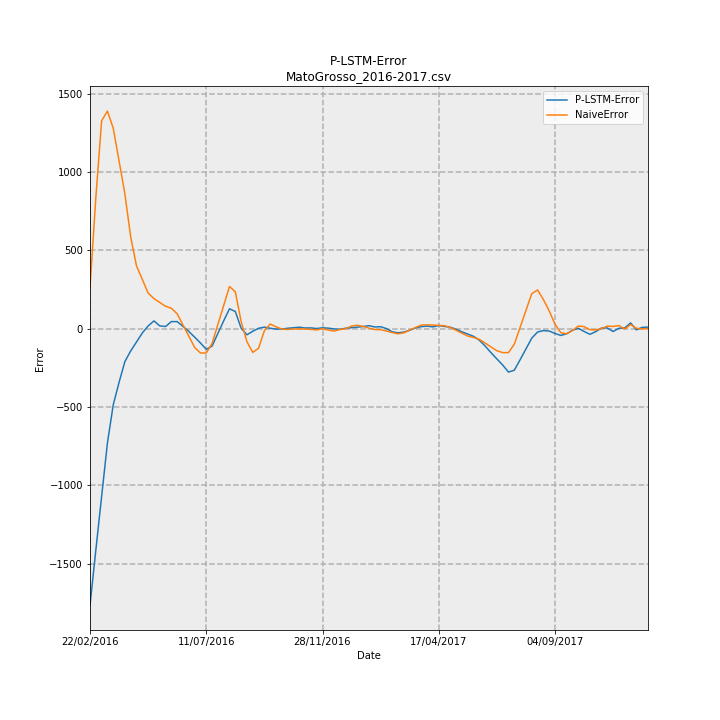 P-LSTM-Error
MatoGrosso_2016-2017.csv
P-LSTM-Error
NaiveError
1500
1000
500
0
−500
−1000
−1500
Error
22/02/2016
11/07/2016
28/11/2016
17/04/2017
04/09/2017
Date